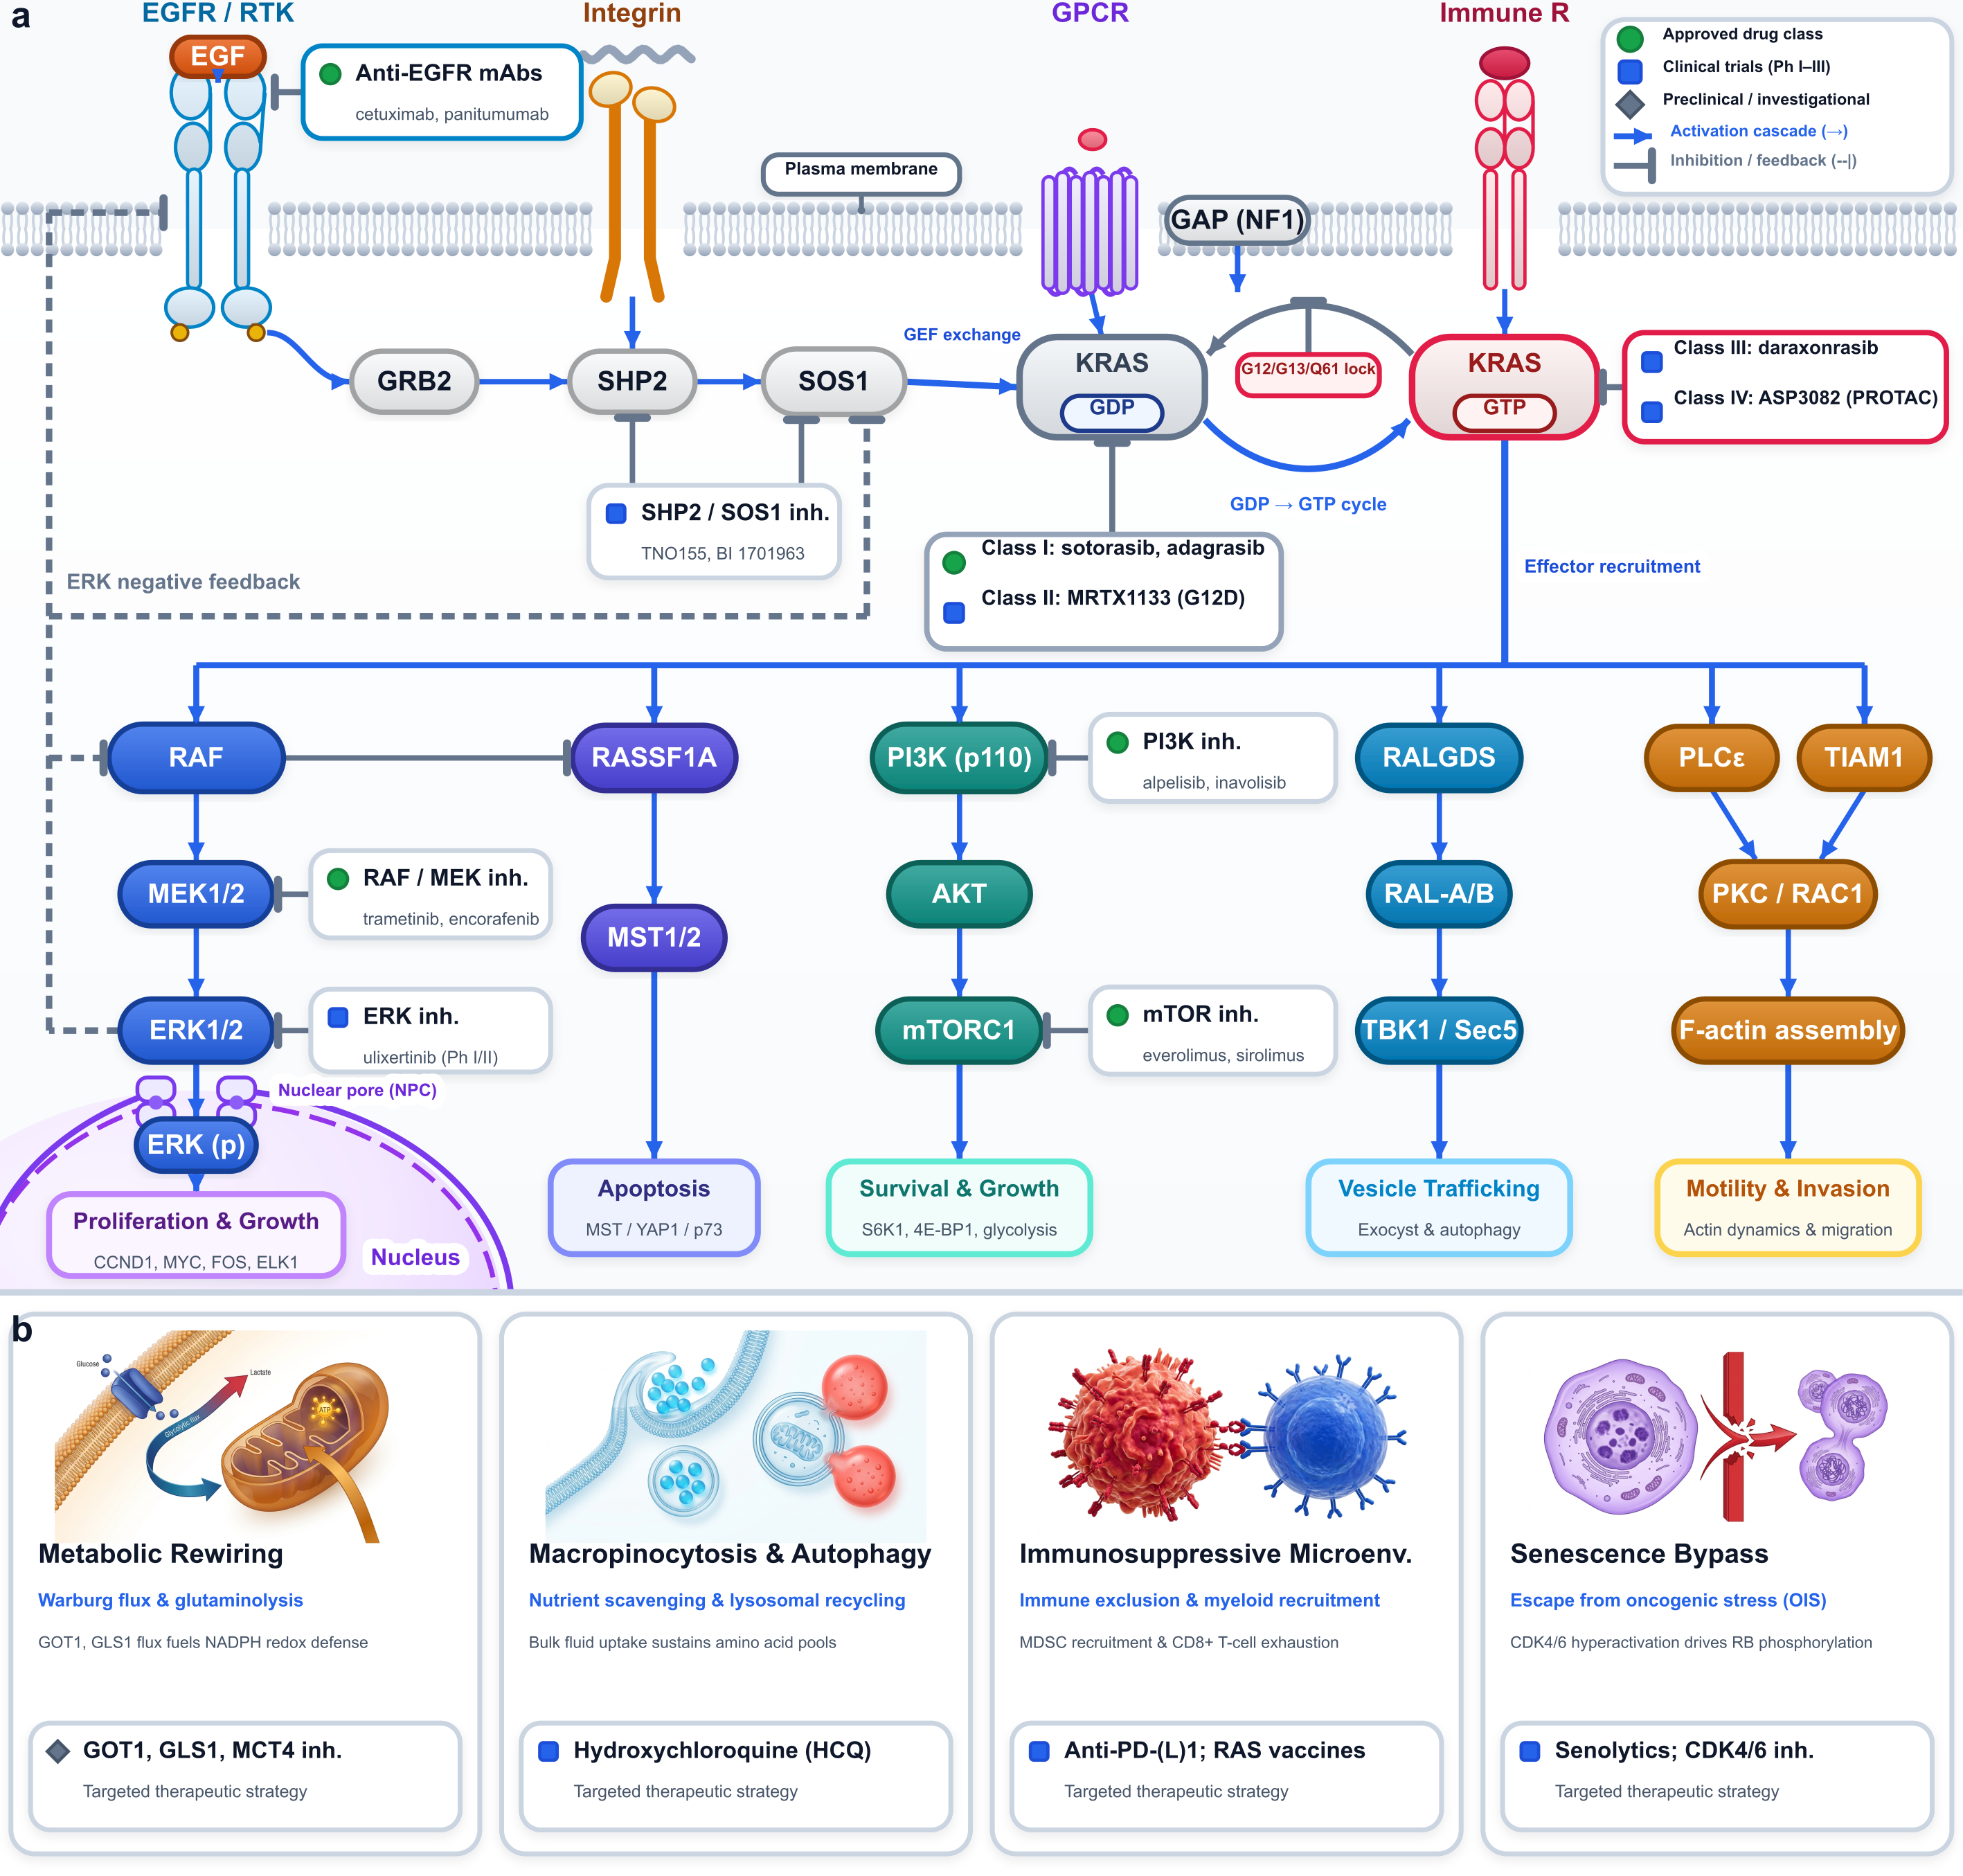 a
EGFR / RTK
Integrin
GPCR
Immune R
EGF
Anti-EGFR mAbs
cetuximab, panitumumab
Approved drug class
Clinical trials (Ph I–III)
Preclinical / investigational
Activation cascade (→)
Inhibition / feedback (--|)
Plasma membrane
GAP (NF1)
GEF exchange
GRB2
SHP2
SOS1
KRAS
GDP
G12/G13/Q61 lock
KRAS
GTP
Class III: daraxonrasib
Class IV: ASP3082 (PROTAC)
GDP → GTP cycle
SHP2 / SOS1 inh.
TNO155, BI 1701963
Class I: sotorasib, adagrasib
Class II: MRTX1133 (G12D)
Effector recruitment
ERK negative feedback
RAF
RASSF1A
PI3K (p110)
PI3K inh.
alpelisib, inavolisib
RALGDS
PLCε
TIAM1
MEK1/2
RAF / MEK inh.
trametinib, encorafenib
MST1/2
AKT
RAL-A/B
PKC / RAC1
ERK1/2
ERK inh.
ulixertinib (Ph I/II)
mTORC1
mTOR inh.
everolimus, sirolimus
TBK1 / Sec5
F-actin assembly
Nuclear pore (NPC)
ERK (p)
Proliferation & Growth
CCND1, MYC, FOS, ELK1
Nucleus
Apoptosis
MST / YAP1 / p73
Survival & Growth
S6K1, 4E-BP1, glycolysis
Vesicle Trafficking
Exocyst & autophagy
Motility & Invasion
Actin dynamics & migration
b
Glucose
Lactate
Glycolytic flux
ATP
Metabolic Rewiring
Warburg flux & glutaminolysis
GOT1, GLS1 flux fuels NADPH redox defense
GOT1, GLS1, MCT4 inh.
Targeted therapeutic strategy
Macropinocytosis & Autophagy
Nutrient scavenging & lysosomal recycling
Bulk fluid uptake sustains amino acid pools
Hydroxychloroquine (HCQ)
Targeted therapeutic strategy
Immunosuppressive Microenv.
Immune exclusion & myeloid recruitment
MDSC recruitment & CD8+ T-cell exhaustion
Anti-PD-(L)1; RAS vaccines
Targeted therapeutic strategy
Senescence Bypass
Escape from oncogenic stress (OIS)
CDK4/6 hyperactivation drives RB phosphorylation
Senolytics; CDK4/6 inh.
Targeted therapeutic strategy